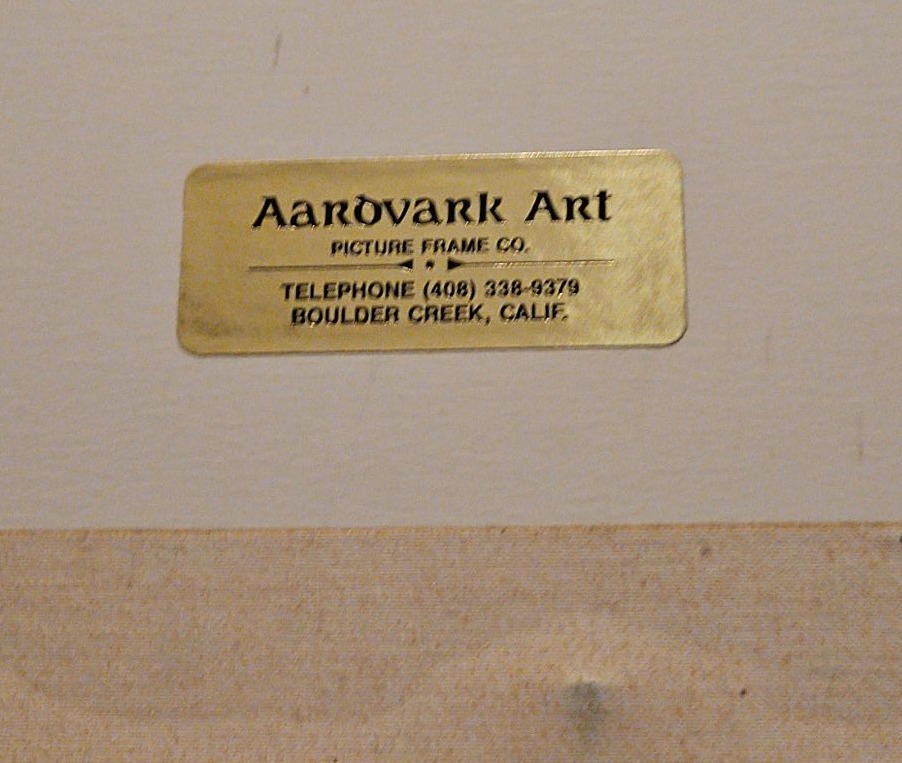 Aardvark Art
PICTURE FRAME CO.
TELEPHONE (408) 338-9379
BOULDER CREEK, CALIF.